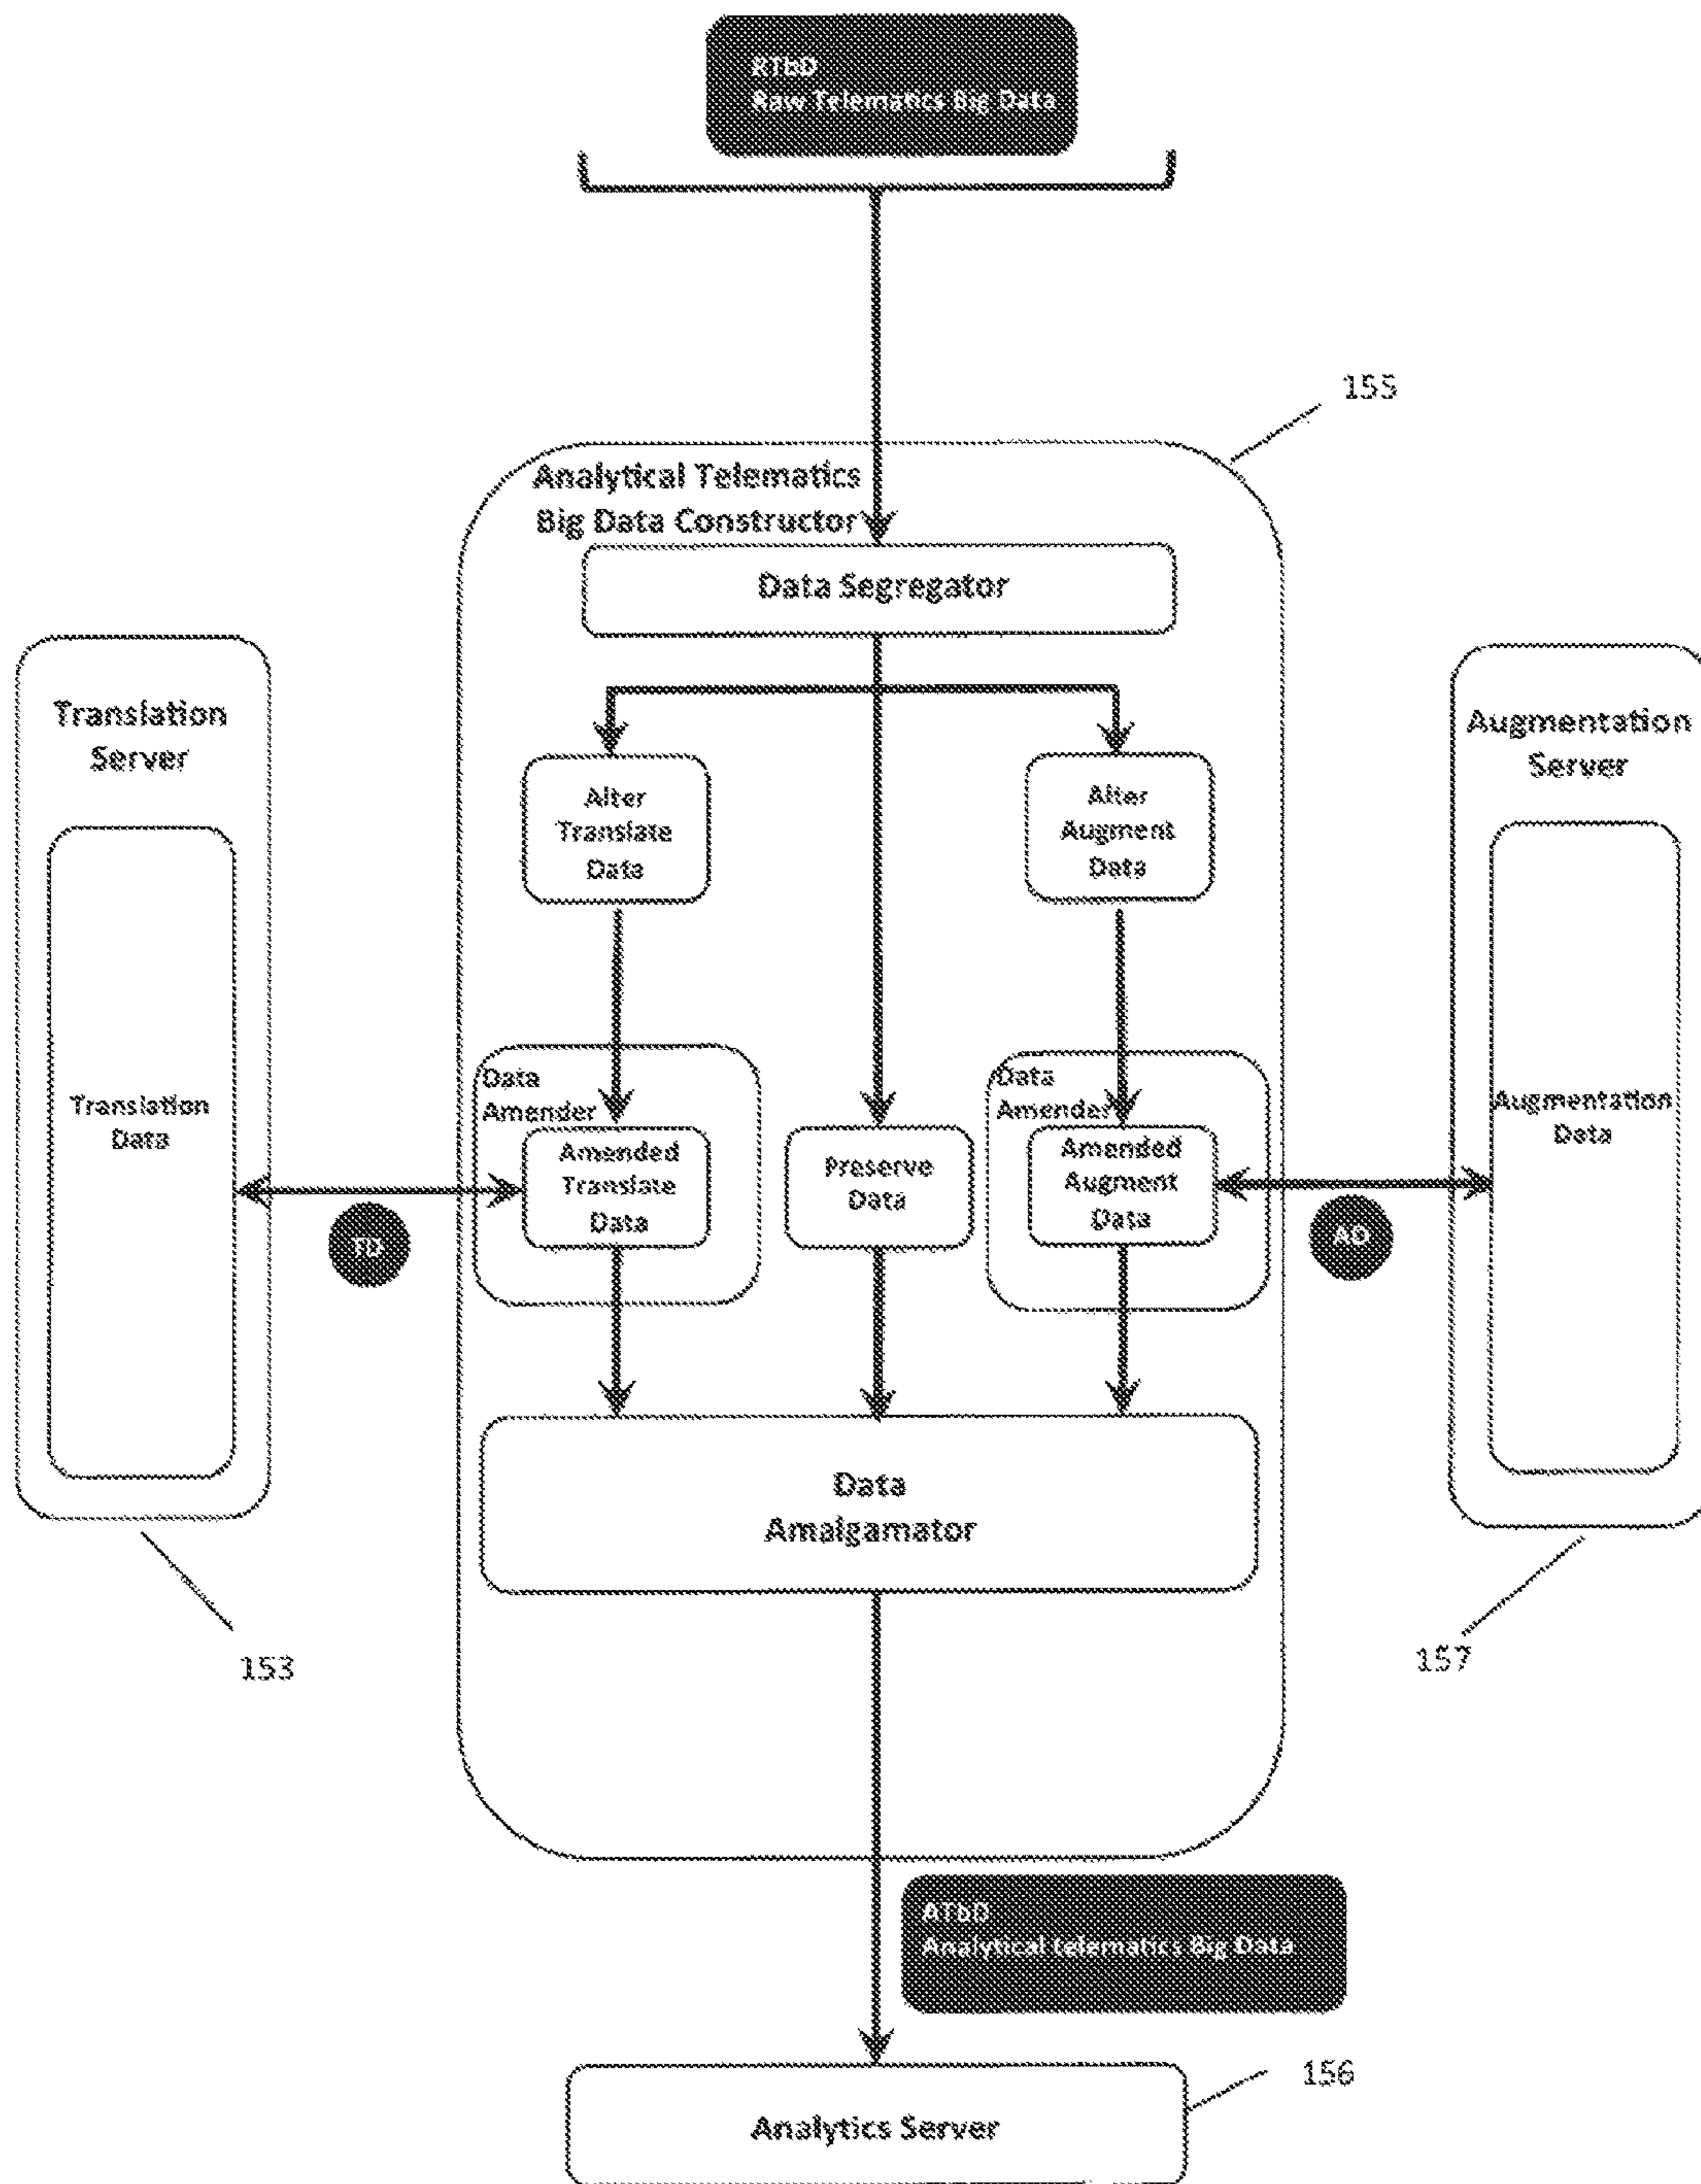 RTbD
Raw Telematics Big Data
155
Analytical Telematics
Big Data Constructor
Data Segregator
Translation
Server
Augmentation
Server
Alter
Translate
Data
Alter
Augment
Data
Translation
Data
Data
Amender
Amended
Translate
Data
Preserve
Data
Data
Amender
Amended
Augment
Data
Augmentation
Data
TD
AD
Data
Amalgamator
153
157
ATbD
Analytical telematics Big Data
156
Analytics Server